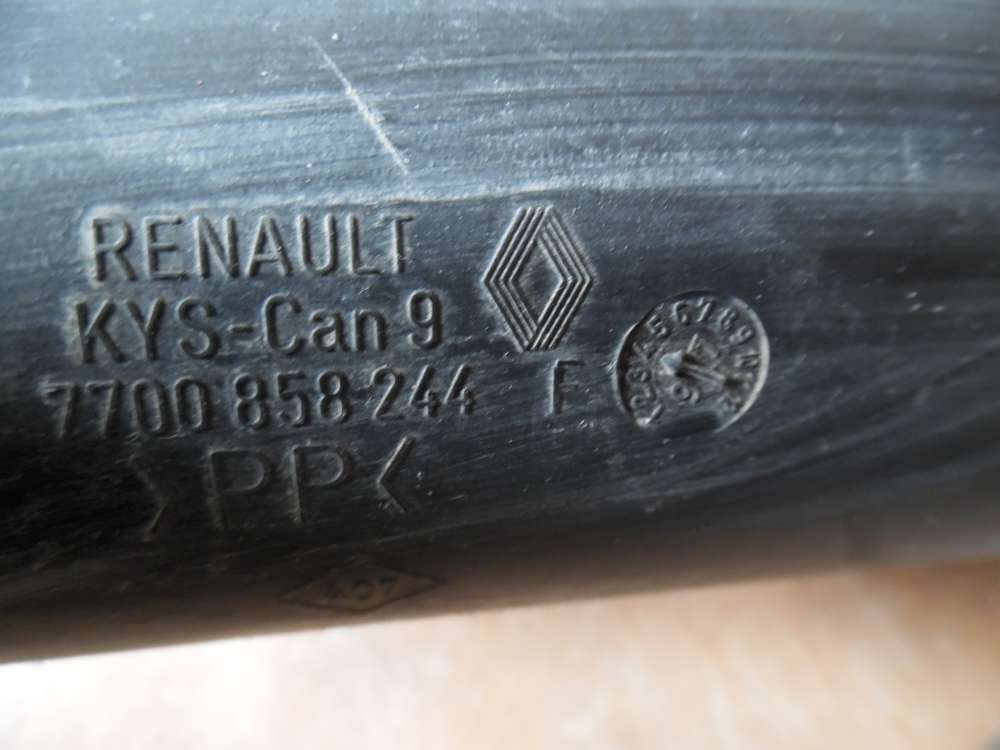 RENAULT
KYS-Can 9
7700 858 244 F
>PP<